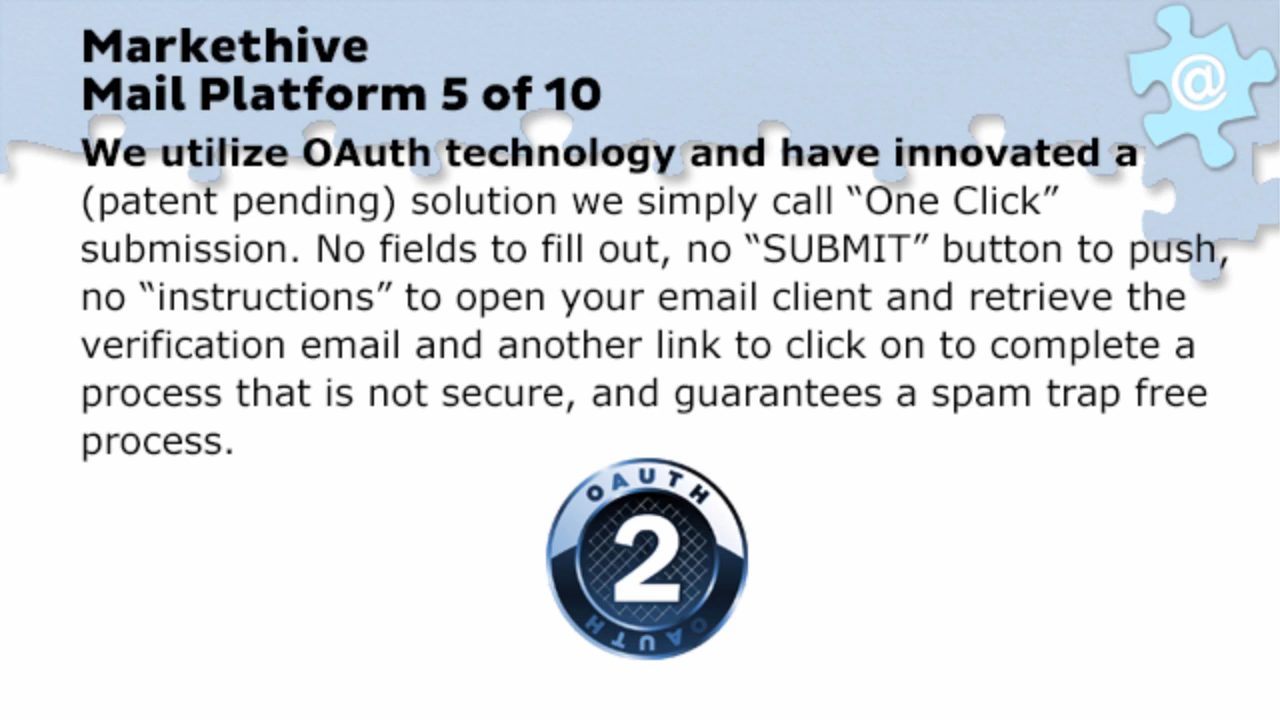 Markethive
Mail Platform 5 of 10
@
We utilize OAuth technology and have innovated a
(patent pending) solution we simply call “One Click”
submission. No fields to fill out, no “SUBMIT” button to push,
no “instructions” to open your email client and retrieve the
verification email and another link to click on to complete a
process that is not secure, and guarantees a spam trap free
process.
OAUTH
2
OAUTH